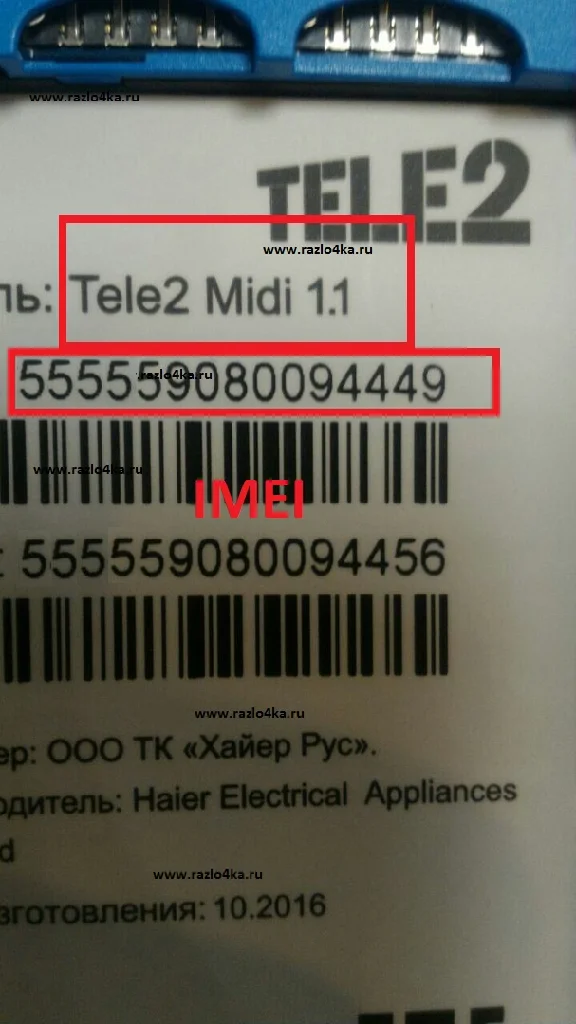 www.razlo4ka.ru
TELE2
www.razlo4ka.ru
ль: Tele2 Midi 1.1
555559080094449
.razlo4ka.ru
www.razlo4ka.ru
IMEI
: 555559080094456
www.razlo4ka.ru
ер: ООО ТК «Хайер Рус».
одитель: Haier Electrical Appliances
d
www.razlo4ka.ru
зготовления: 10.2016